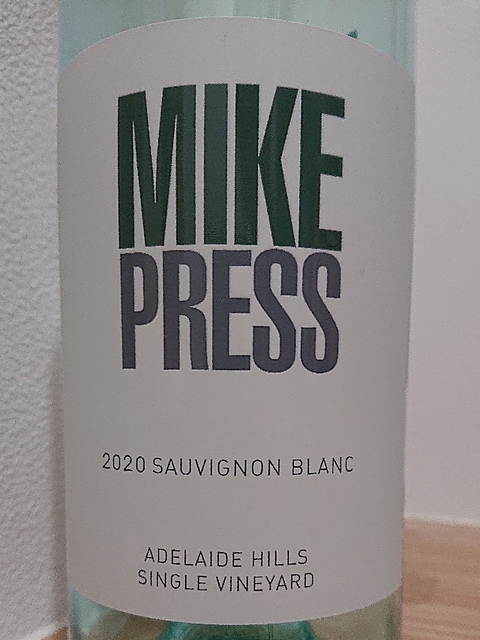 MIKE
PRESS
2020 SAUVIGNON BLANC
ADELAIDE HILLS
SINGLE VINEYARD